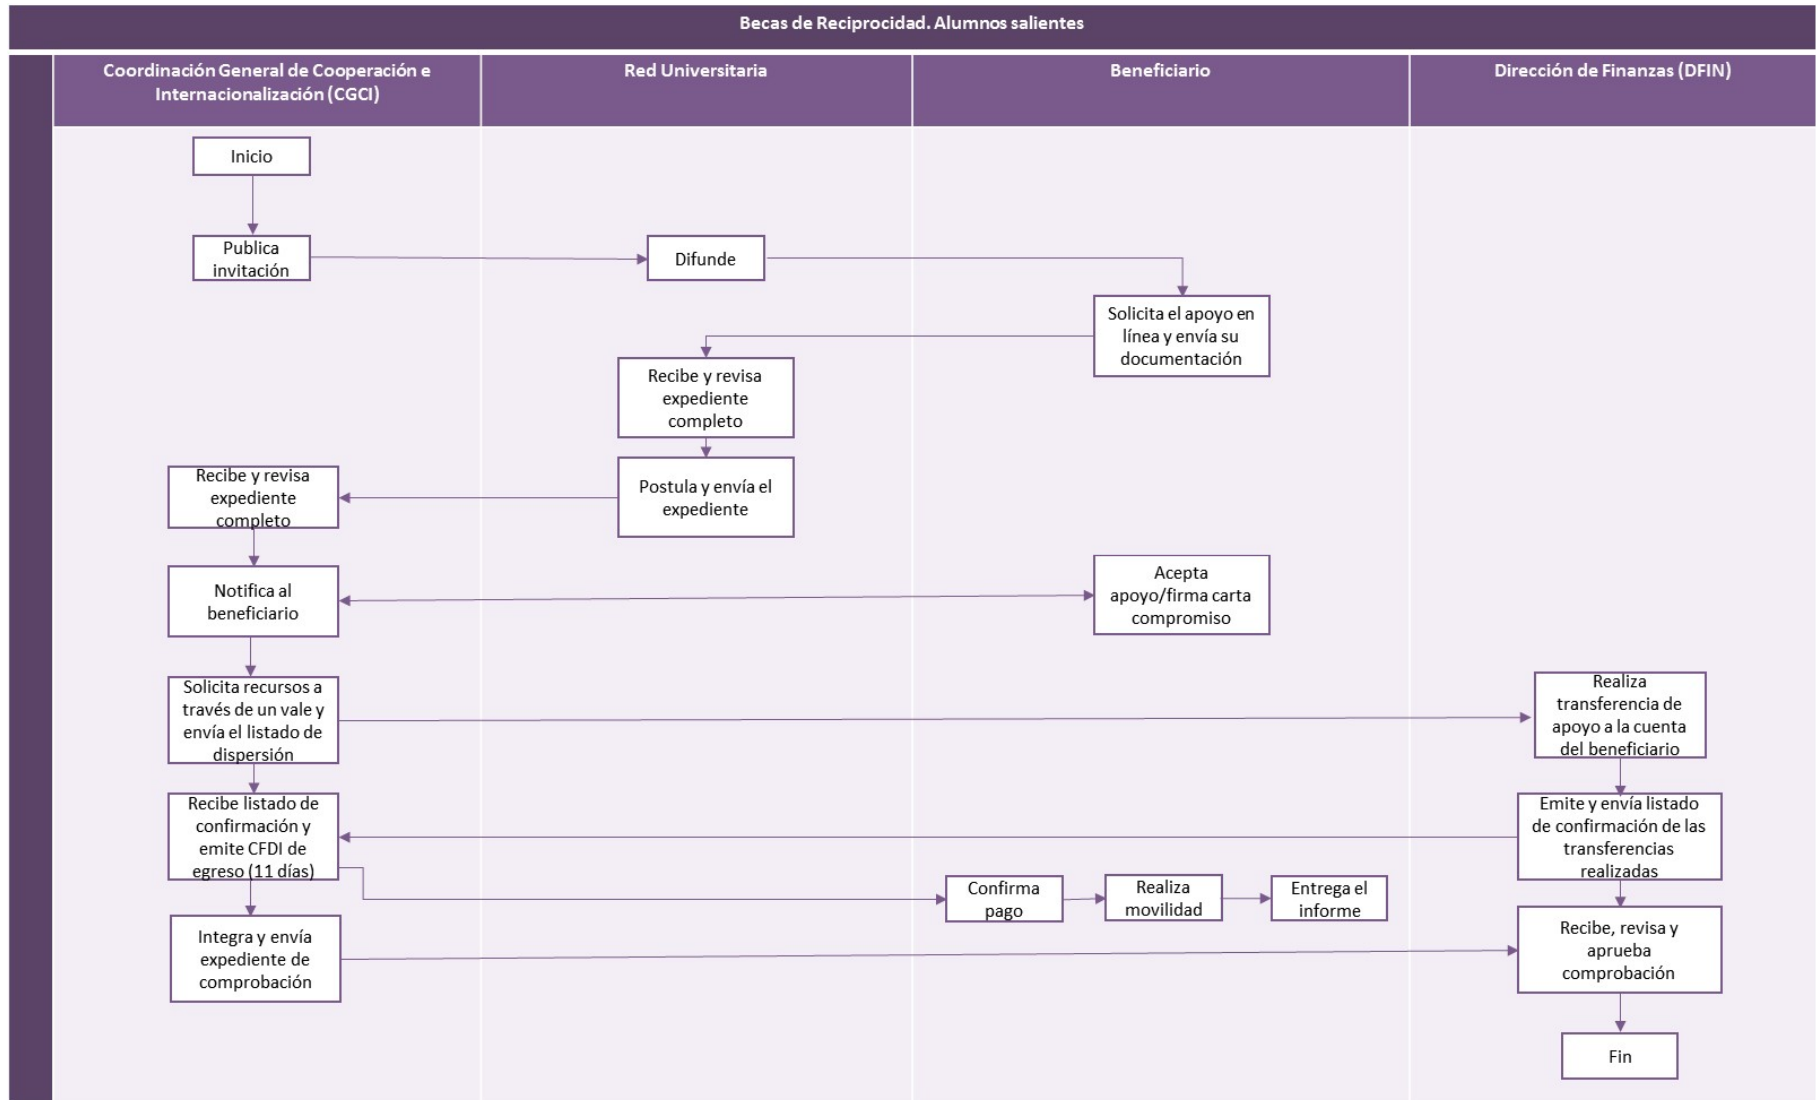 Becas de Reciprocidad. Alumnos salientes
Coordinación General de Cooperación e
Internacionalización (CGCI)
Red Universitaria
Beneficiario
Dirección de Finanzas (DFIN)
Inicio
Publica
invitación
Difunde
Solicita el apoyo en
línea y envía su
documentación
Recibe y revisa
expediente
completo
Postula y envía el
expediente
Recibe y revisa
expediente
completo
Notifica al
beneficiario
Acepta
apoyo/firma carta
compromiso
Solicita recursos a
través de un vale y
envía el listado de
dispersión
Realiza
transferencia de
apoyo a la cuenta
del beneficiario
Emite y envía listado
de confirmación de las
transferencias
realizadas
Recibe listado de
confirmación y
emite CFDI de
egreso (11 días)
Confirma
pago
Realiza
movilidad
Entrega el
informe
Integra y envía
expediente de
comprobación
Recibe, revisa y
aprueba
comprobación
Fin